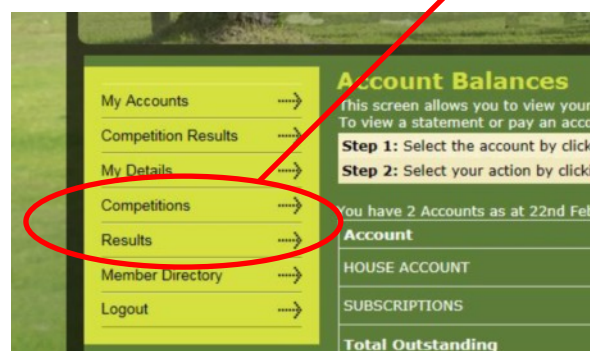 My Accounts
Competition Results
My Details
Competitions
Results
Member Directory
Logout
Account Balances
This screen allows you to view your
To view a statement or pay an acco
Step 1: Select the account by click
Step 2: Select your action by clicki
You have 2 Accounts as at 22nd Feb
Account
HOUSE ACCOUNT
SUBSCRIPTIONS
Total Outstanding